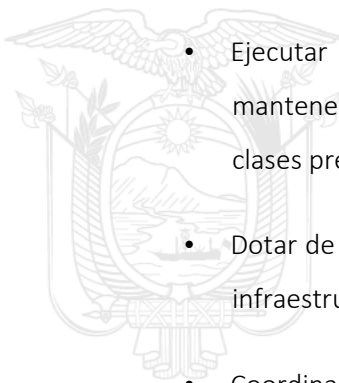 • Ejecutar
mantene
clases pre
• Dotar de
infraestru
• Coordina